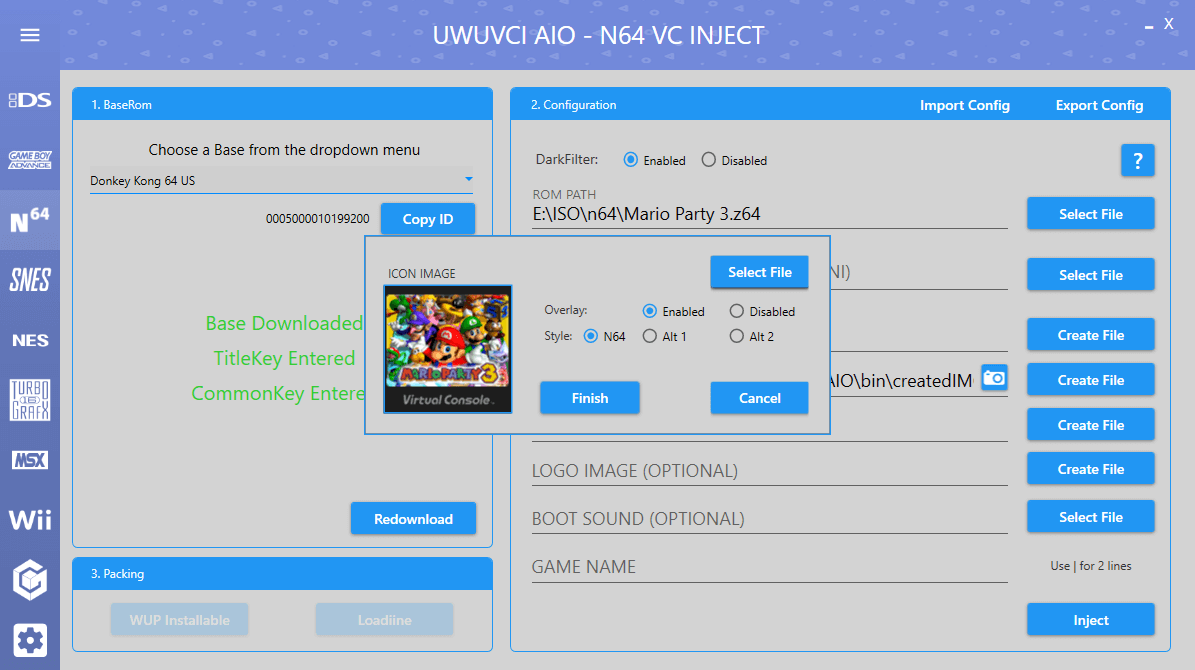 UWUVCI AIO - N64 VC INJECT
X
DS
GAME BOY
ADVANCE
N64
SNES
NES
TURBO
16
GRAFX
MSX
Wii
1. BaseRom
Choose a Base from the dropdown menu
Donkey Kong 64 US
0005000010199200
Copy ID
Base Downloaded
TitleKey Entered
CommonKey Entere
Redownload
3. Packing
WUP Installable
Loadiine
2. Configuration
Import Config
Export Config
DarkFilter:
Enabled
Disabled
?
ROM PATH
E:\ISO\n64\Mario Party 3.z64
Select File
NI)
Select File
Create File
AIO\bin\createdIM
Create File
Create File
LOGO IMAGE (OPTIONAL)
Create File
BOOT SOUND (OPTIONAL)
Select File
GAME NAME
Use | for 2 lines
Inject
ICON IMAGE
Select File
MARIO PARTY 3
Virtual Console.
Overlay:
Enabled
Disabled
Style:
N64
Alt 1
Alt 2
Finish
Cancel